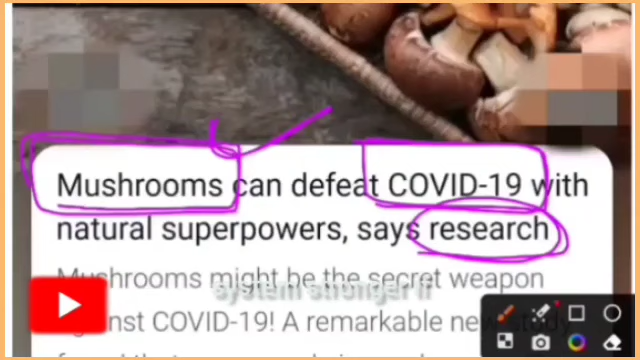 Mushrooms can defeat COVID-19 with
natural superpowers, says research
Mushrooms might be the secret weapon
system stronger if
against COVID-19! A remarkable new study